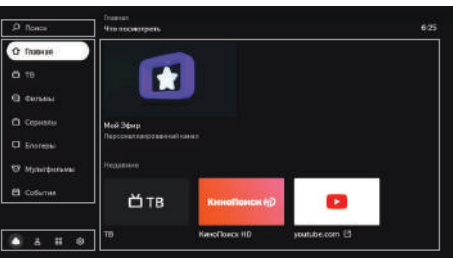 Поиск
Главная
ТВ
Фильмы
Сериалы
Блогеры
Мультфильмы
События
Главная
Что посмотреть
6:25
Мой Эфир
Персонализированный канал
Недавние
ТВ
КиноПоиск HD
ТВ
КиноПоиск HD
youtube.com